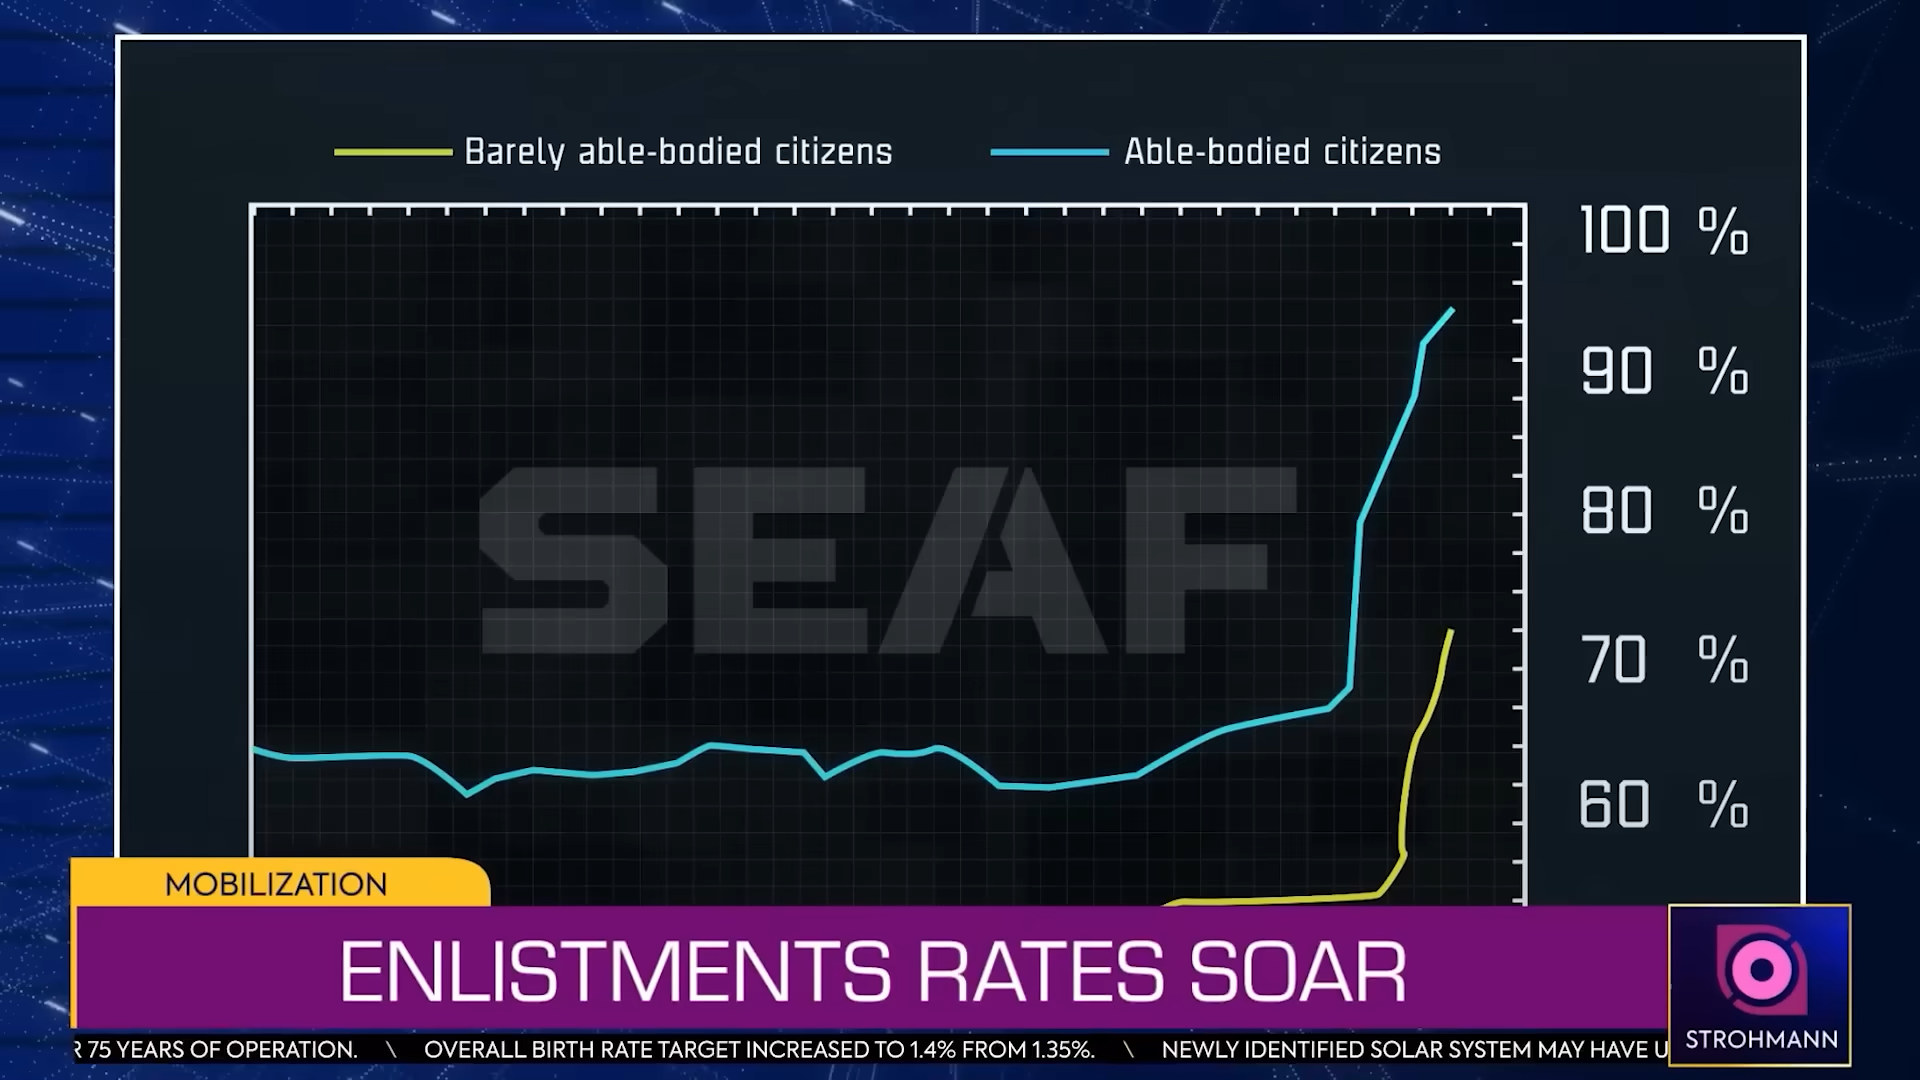 Barely able-bodied citizens
Able-bodied citizens
100 %
90 %
80 %
70 %
60 %
SEAF
MOBILIZATION
ENLISTMENTS RATES SOAR
STROHMANN
75 YEARS OF OPERATION. \ OVERALL BIRTH RATE TARGET INCREASED TO 1.4% FROM 1.35%. \ NEWLY IDENTIFIED SOLAR SYSTEM MAY HAVE